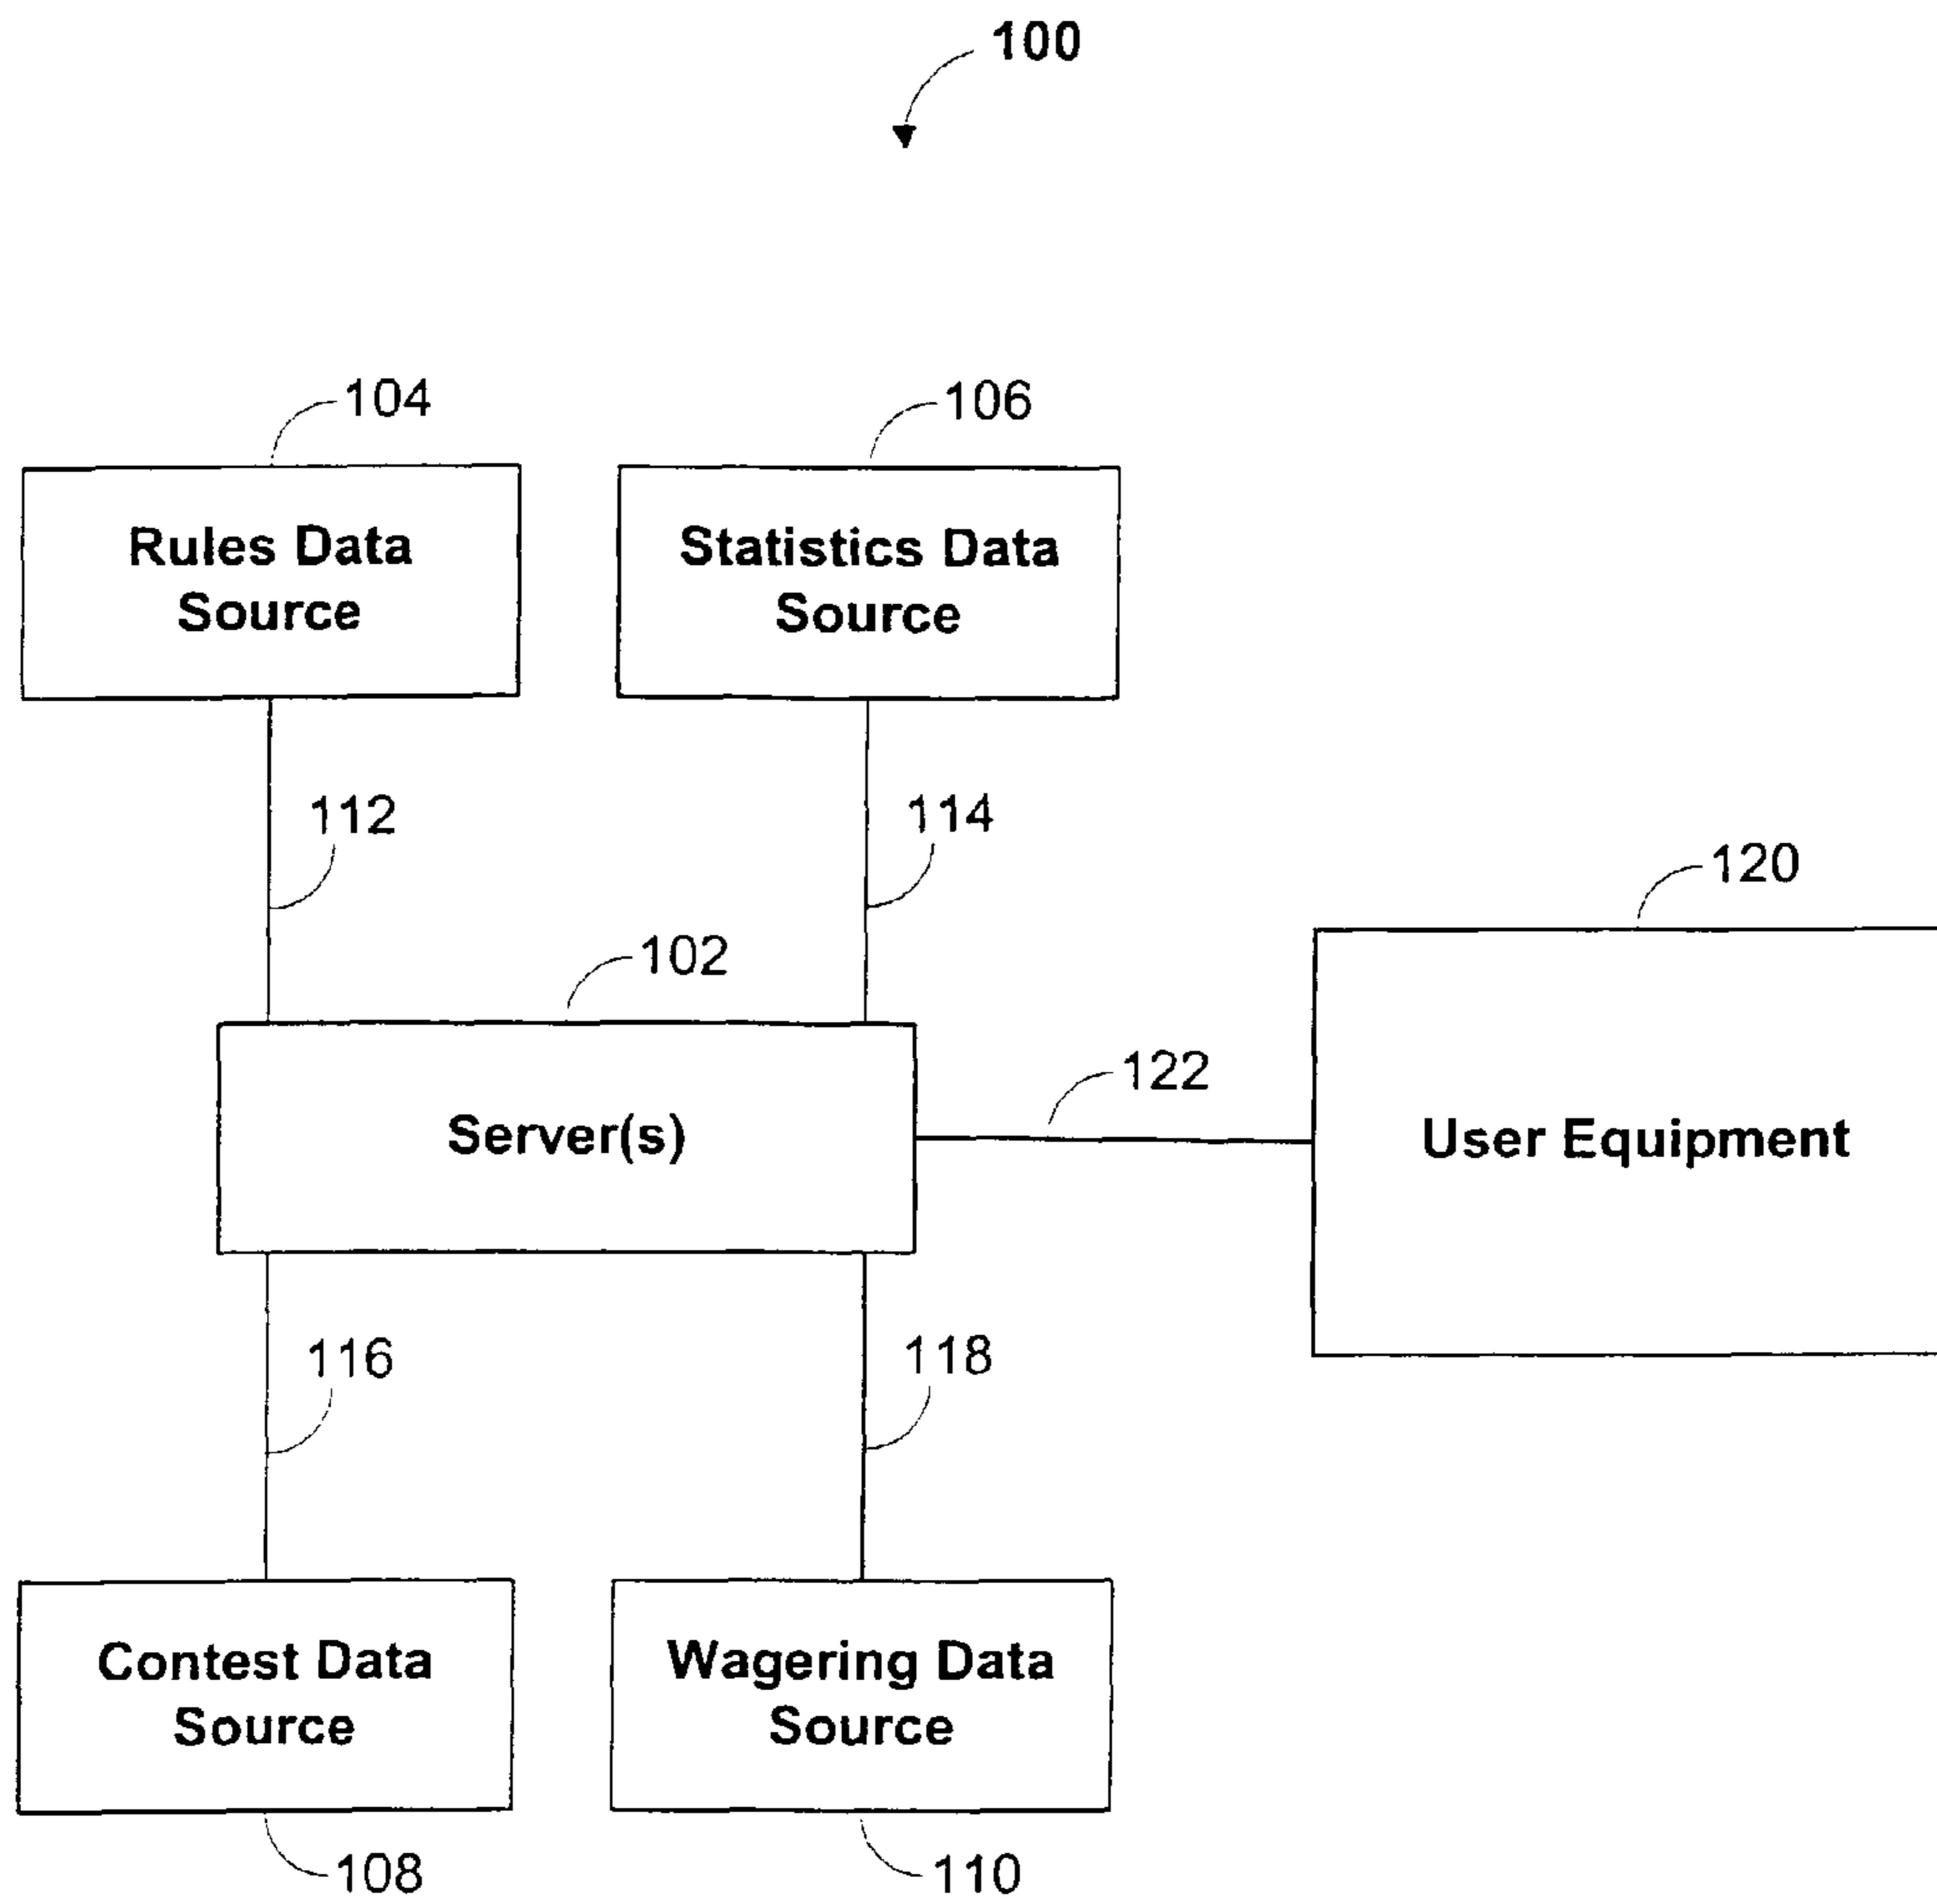 100
104
106
Rules Data
Source
Statistics Data
Source
112
114
120
102
122
Server(s)
User Equipment
116
118
Contest Data
Source
Wagering Data
Source
108
110